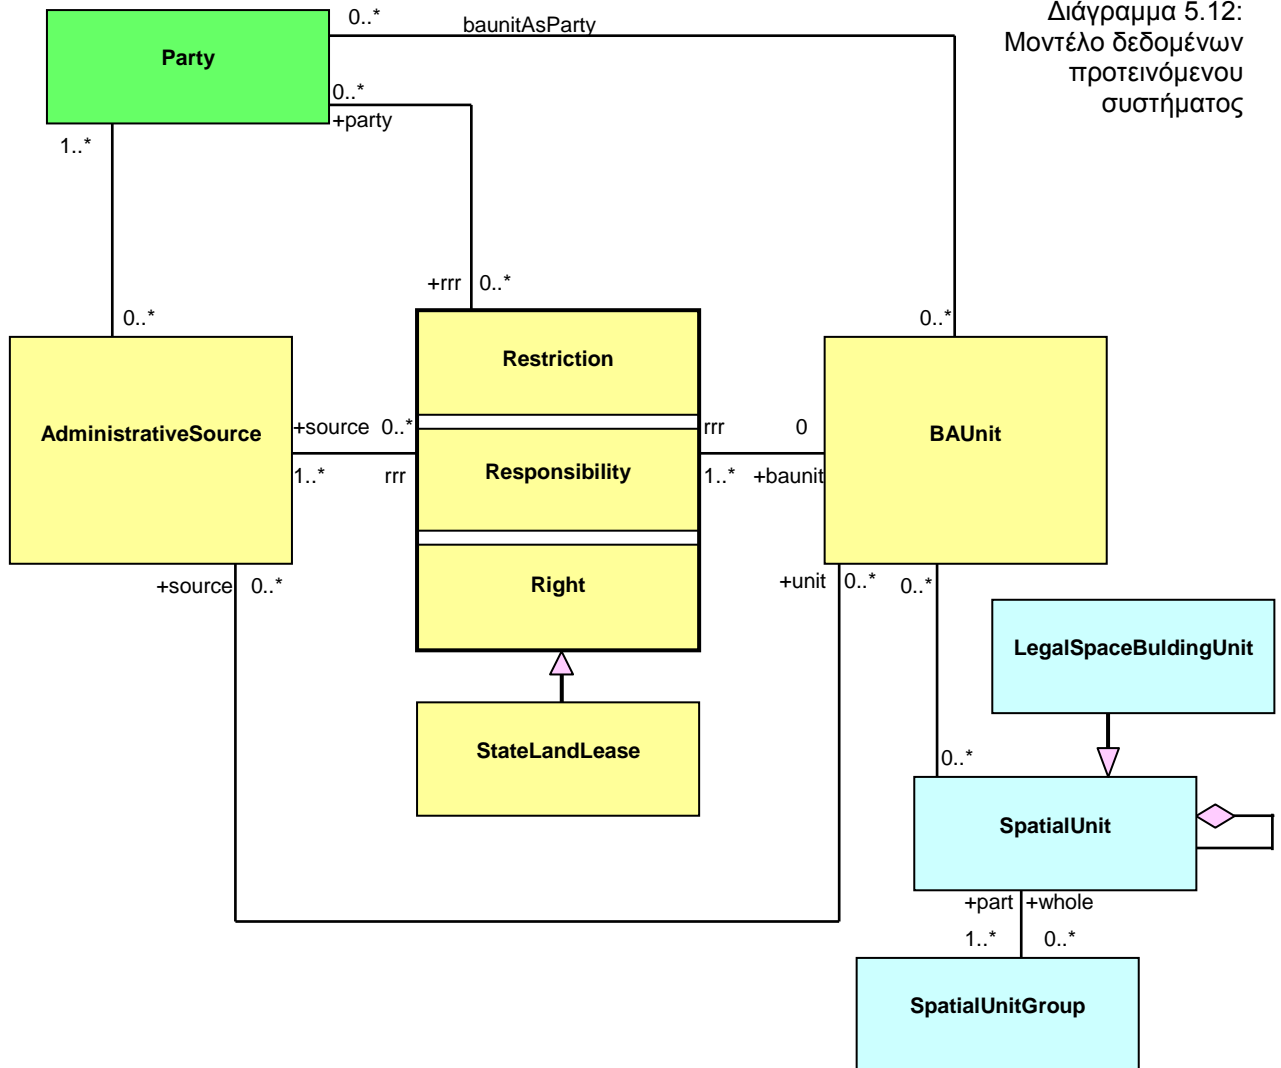 Διάγραμμα 5.12:
Μοντέλο δεδομένων
προτεινόμενου
συστήματος
0..*
baunitAsParty
Party
0..*
+party
1..*
+rrr 0..*
0..*
0..*
Restriction
AdministrativeSource
+source 0..*
rrr 0
BAUnit
Responsibility
1..* rrr
1..* +baunit
+source 0..*
Right
+unit 0..*
0..*
LegalSpaceBuldingUnit
StateLandLease
0..*
SpatialUnit
+part +whole
1..* 0..*
SpatialUnitGroup